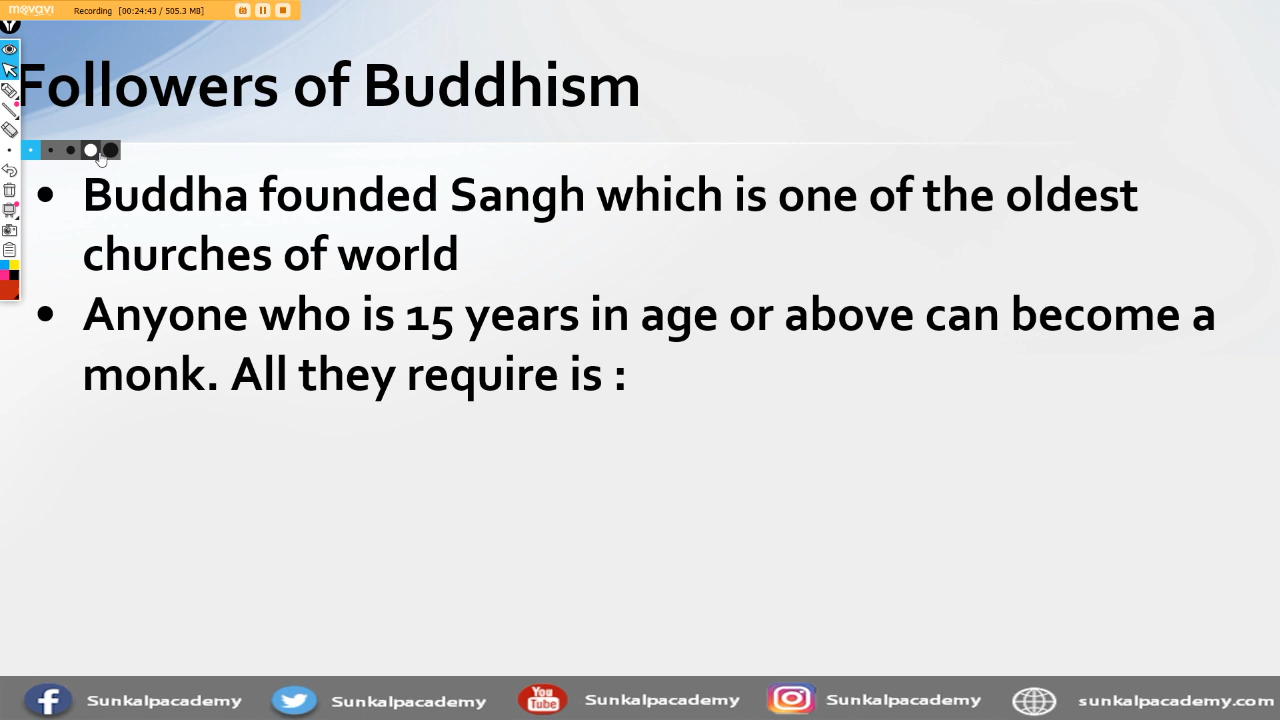 movavi Recording [00:24:43 / 505.3 MB]
Followers of Buddhism
• Buddha founded Sangh which is one of the oldest
churches of world
• Anyone who is 15 years in age or above can become a
monk. All they require is :
f Sunkalpacademy Sunkalpacademy You Tube Sunkalpacademy Sunkalpacademy sunkalpacademy.com